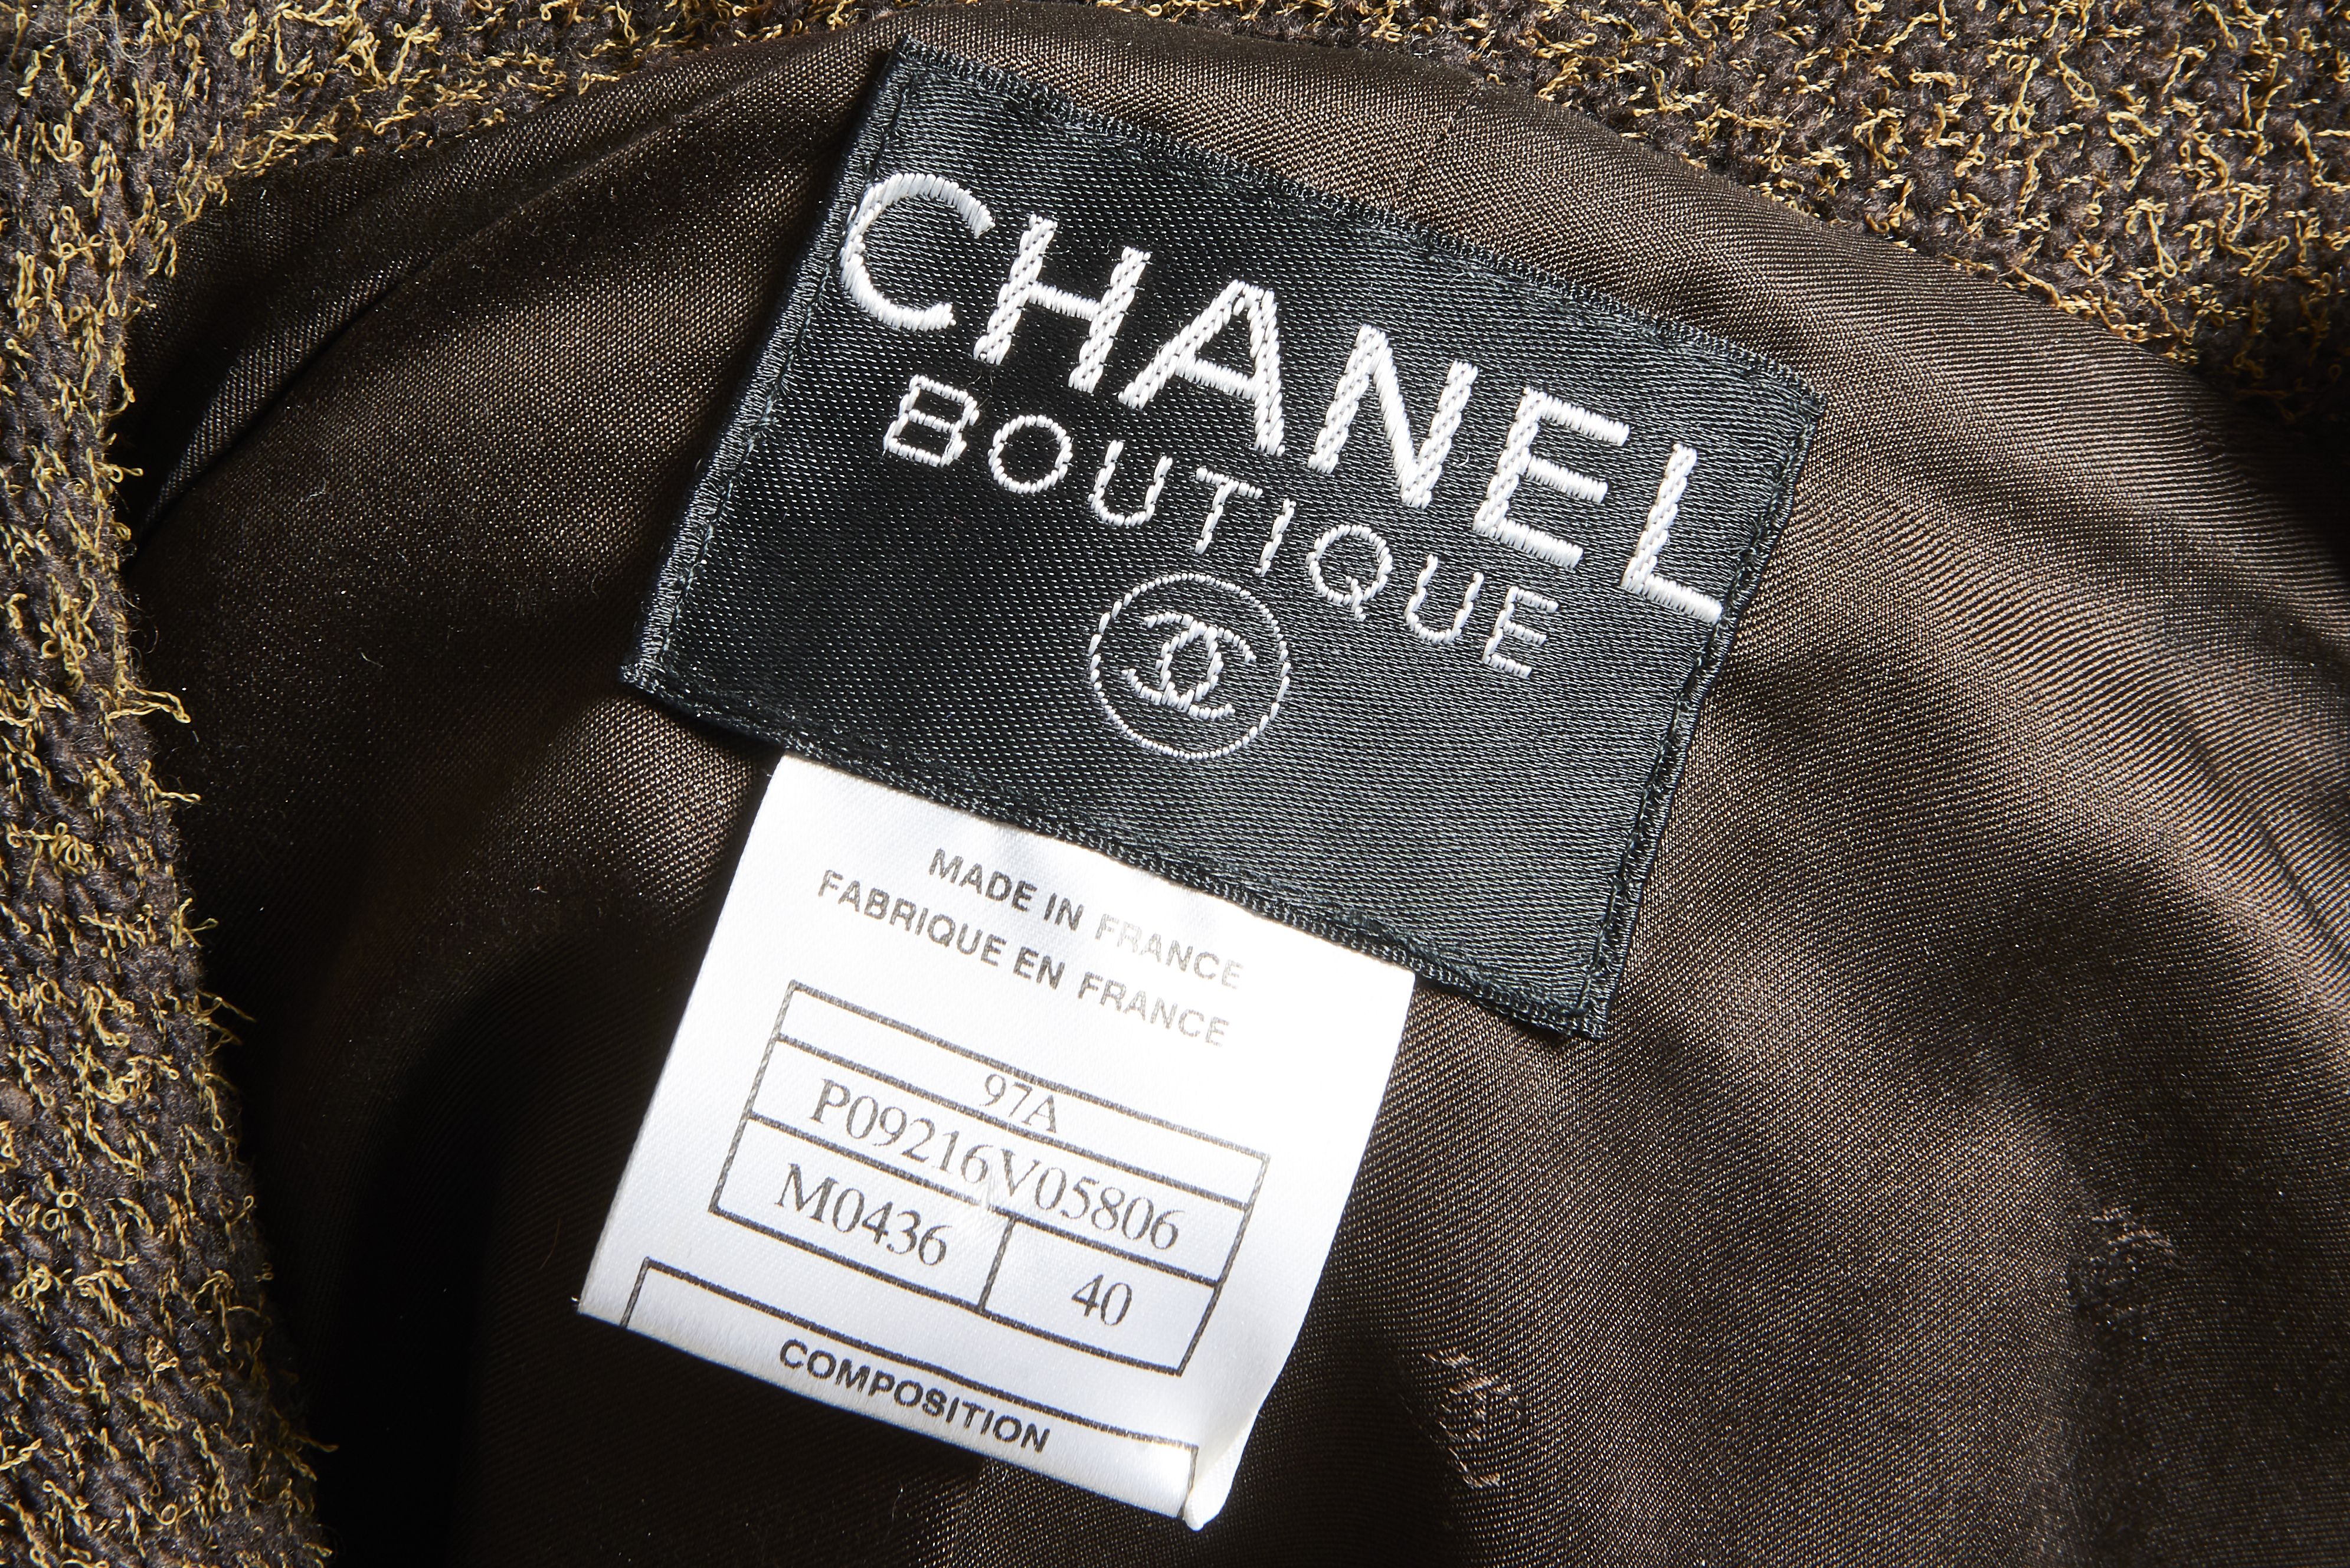 CHANEL
BOUTIQUE
MADE IN FRANCE
FABRIQUE EN FRANCE
97A
P09216V05806
M0436 40
COMPOSITION